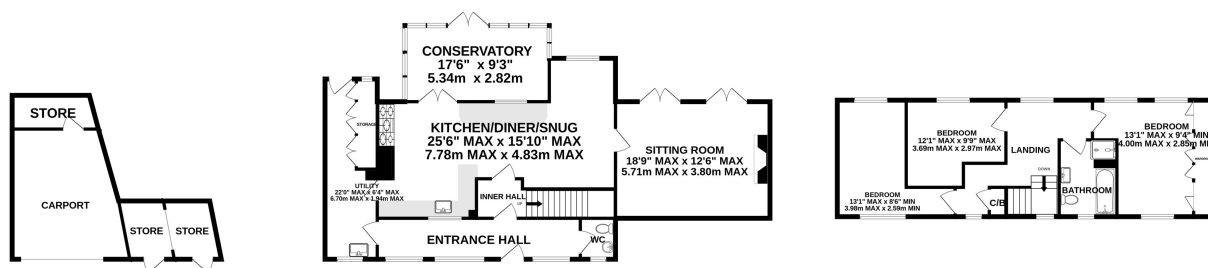 STORE
CARPORT
STORE
STORE
CONSERVATORY
17'6" x 9'3"
5.34m x 2.82m
STORAGE
KITCHEN/DINER/SNUG
25'6" MAX x 15'10" MAX
7.78m MAX x 4.83m MAX
SITTING ROOM
18'9" MAX x 12'6" MAX
5.71m MAX x 3.80m MAX
UTILITY
22'0" MAX x 6'4" MAX
6.70m MAX x 1.94m MAX
INNER HALL
UP
ENTRANCE HALL
WC
BEDROOM
12'1" MAX x 9'9" MAX
3.69m MAX x 2.97m MAX
LANDING
DOWN
BEDROOM
13'1" MAX x 9'4" MIN
4.00m MAX x 2.85m MI
BATHROOM
BEDROOM
13'1" MAX x 8'6" MIN
3.98m MAX x 2.59m MIN
C/B